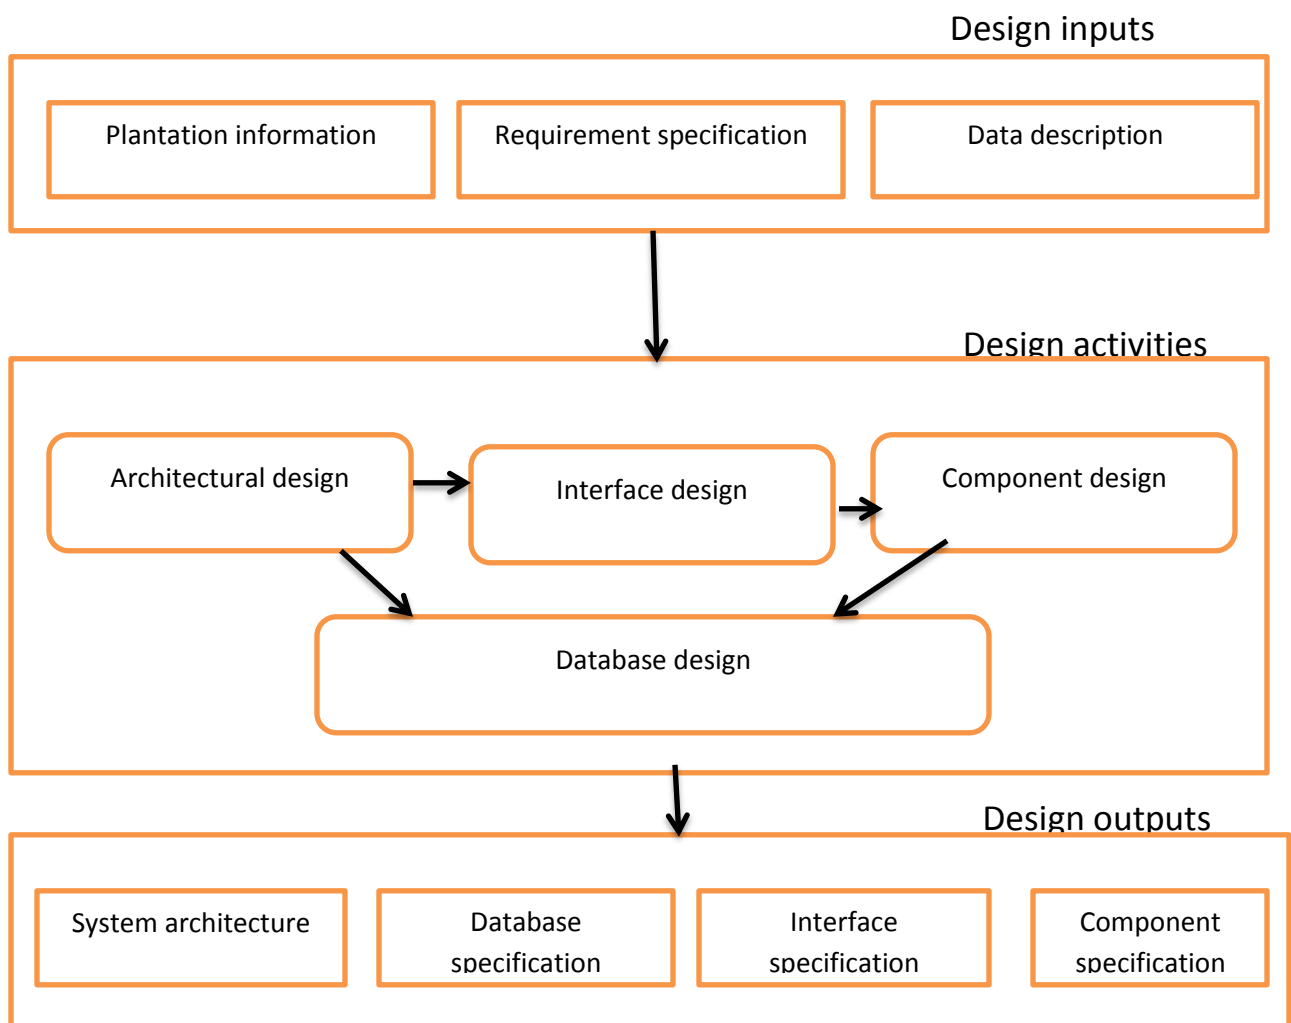 Design inputs
Plantation information
Requirement specification
Data description
Design activities
Architectural design
Interface design
Component design
Database design
Design outputs
System architecture
Database
specification
Interface
specification
Component
specification